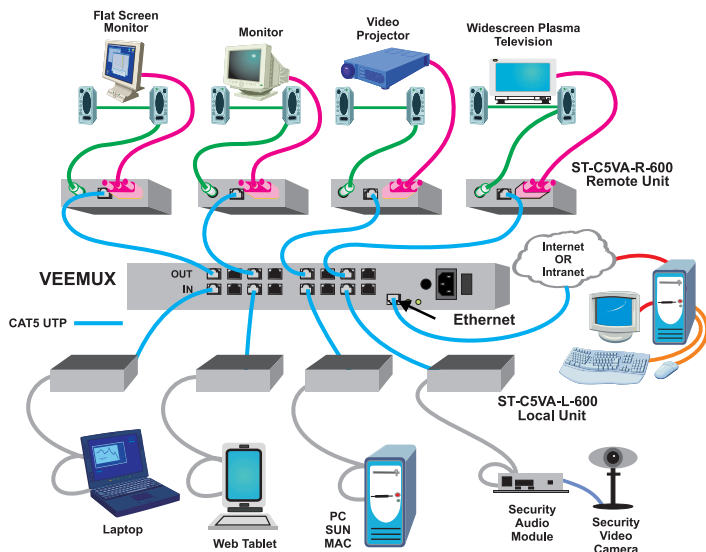 Flat Screen
Monitor
Monitor
Video
Projector
Widescreen Plasma
Television
ST-C5VA-R-600
Remote Unit
Internet
OR
Intranet
VEEMUX
OUT
IN
Ethernet
CAT5 UTP
ST-C5VA-L-600
Local Unit
Laptop
Web Tablet
PC
SUN
MAC
Security
Audio
Module
Security
Video
Camera